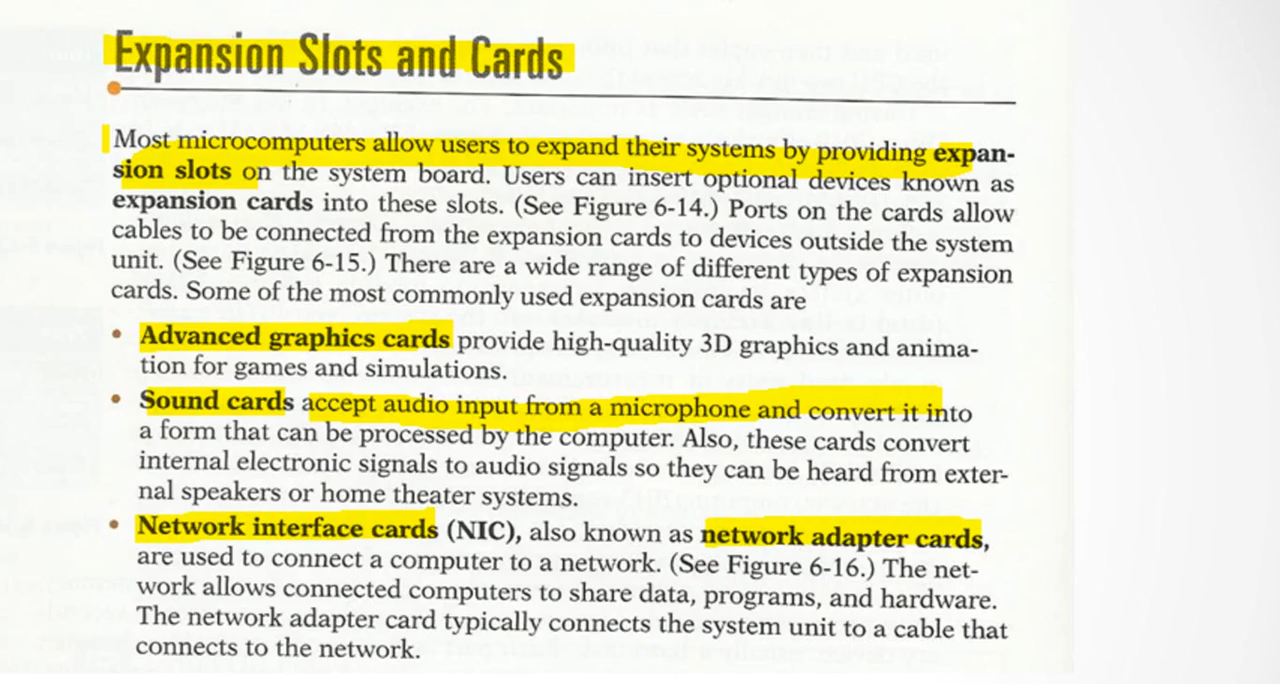 Expansion Slots and Cards
Most microcomputers allow users to expand their systems by providing expan-
sion slots on the system board. Users can insert optional devices known as
expansion cards into these slots. (See Figure 6-14.) Ports on the cards allow
cables to be connected from the expansion cards to devices outside the system
unit. (See Figure 6-15.) There are a wide range of different types of expansion
cards. Some of the most commonly used expansion cards are
• Advanced graphics cards provide high-quality 3D graphics and anima-
tion for games and simulations.
• Sound cards accept audio input from a microphone and convert it into
a form that can be processed by the computer. Also, these cards convert
internal electronic signals to audio signals so they can be heard from exter-
nal speakers or home theater systems.
• Network interface cards (NIC), also known as network adapter cards,
are used to connect a computer to a network. (See Figure 6-16.) The net-
work allows connected computers to share data, programs, and hardware.
The network adapter card typically connects the system unit to a cable that
connects to the network.